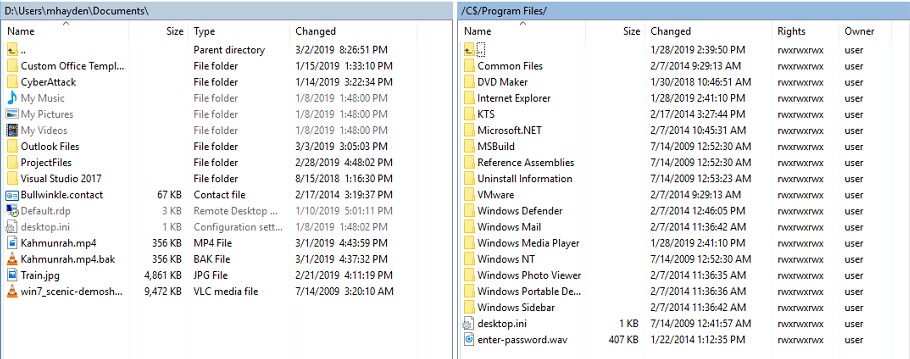 D:\Users\mhayden\Documents\
Name Size Type Changed
.. Parent directory 3/2/2019 8:26:51 PM
Custom Office Templ... File folder 1/15/2019 1:33:10 PM
CyberAttack File folder 1/14/2019 3:22:34 PM
My Music File folder 1/8/2019 1:48:00 PM
My Pictures File folder 1/8/2019 1:48:00 PM
My Videos File folder 1/8/2019 1:48:00 PM
Outlook Files File folder 3/3/2019 3:05:03 PM
ProjectFiles File folder 2/28/2019 4:48:02 PM
Visual Studio 2017 File folder 8/15/2018 1:16:30 PM
Bullwinkle.contact 67 KB Contact file 2/17/2014 3:19:37 PM
Default.rdp 3 KB Remote Desktop ... 1/10/2019 5:01:11 PM
desktop.ini 1 KB Configuration sett... 1/8/2019 1:48:02 PM
Kahmunrah.mp4 356 KB MP4 File 3/1/2019 4:43:59 PM
Kahmunrah.mp4.bak 356 KB BAK File 3/1/2019 4:37:32 PM
Train.jpg 4,861 KB JPG File 2/21/2019 4:11:19 PM
win7_scenic-demosh... 9,472 KB VLC media file 7/14/2009 3:20:10 AM
/C$/Program Files/
Name Size Changed Rights Owner
.. 1/28/2019 2:39:50 PM rwxrwxrwx user
Common Files 2/7/2014 9:29:13 AM rwxrwxrwx user
DVD Maker 1/30/2018 10:46:51 AM rwxrwxrwx user
Internet Explorer 1/28/2019 2:41:10 PM rwxrwxrwx user
KTS 2/17/2014 3:27:44 PM rwxrwxrwx user
Microsoft.NET 2/7/2014 10:45:31 AM rwxrwxrwx user
MSBuild 7/14/2009 12:52:30 AM rwxrwxrwx user
Reference Assemblies 7/14/2009 12:52:30 AM rwxrwxrwx user
Uninstall Information 7/14/2009 12:53:23 AM rwxrwxrwx user
VMware 2/7/2014 9:29:13 AM rwxrwxrwx user
Windows Defender 2/7/2014 12:46:05 PM rwxrwxrwx user
Windows Mail 2/7/2014 11:36:42 AM rwxrwxrwx user
Windows Media Player 1/28/2019 2:41:10 PM rwxrwxrwx user
Windows NT 7/14/2009 12:52:30 AM rwxrwxrwx user
Windows Photo Viewer 2/7/2014 11:36:35 AM rwxrwxrwx user
Windows Portable De... 2/7/2014 11:36:42 AM rwxrwxrwx user
Windows Sidebar 2/7/2014 11:36:42 AM rwxrwxrwx user
desktop.ini 1 KB 7/14/2009 12:41:57 AM rwxrwxrwx user
enter-password.wav 407 KB 1/22/2014 1:12:35 PM rwxrwxrwx user